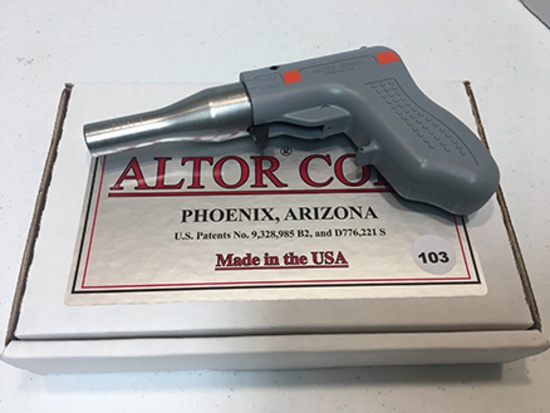 ALTOR CO
®
PHOENIX, ARIZONA
U.S. Patents No. 9,328,985 B2, and D776,221 S
Made in the USA
103